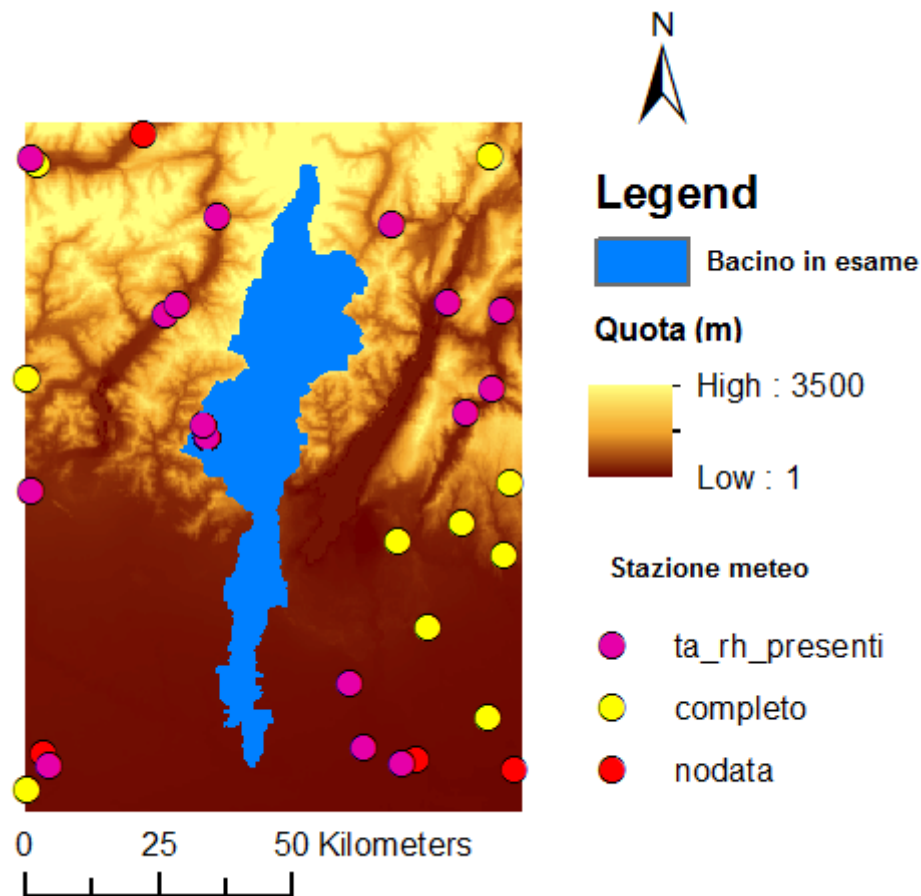 N
Legend
Bacino in esame
Quota (m)
High : 3500
Low : 1
Stazione meteo
ta_rh_presenti
completo
nodata
0 25 50 Kilometers